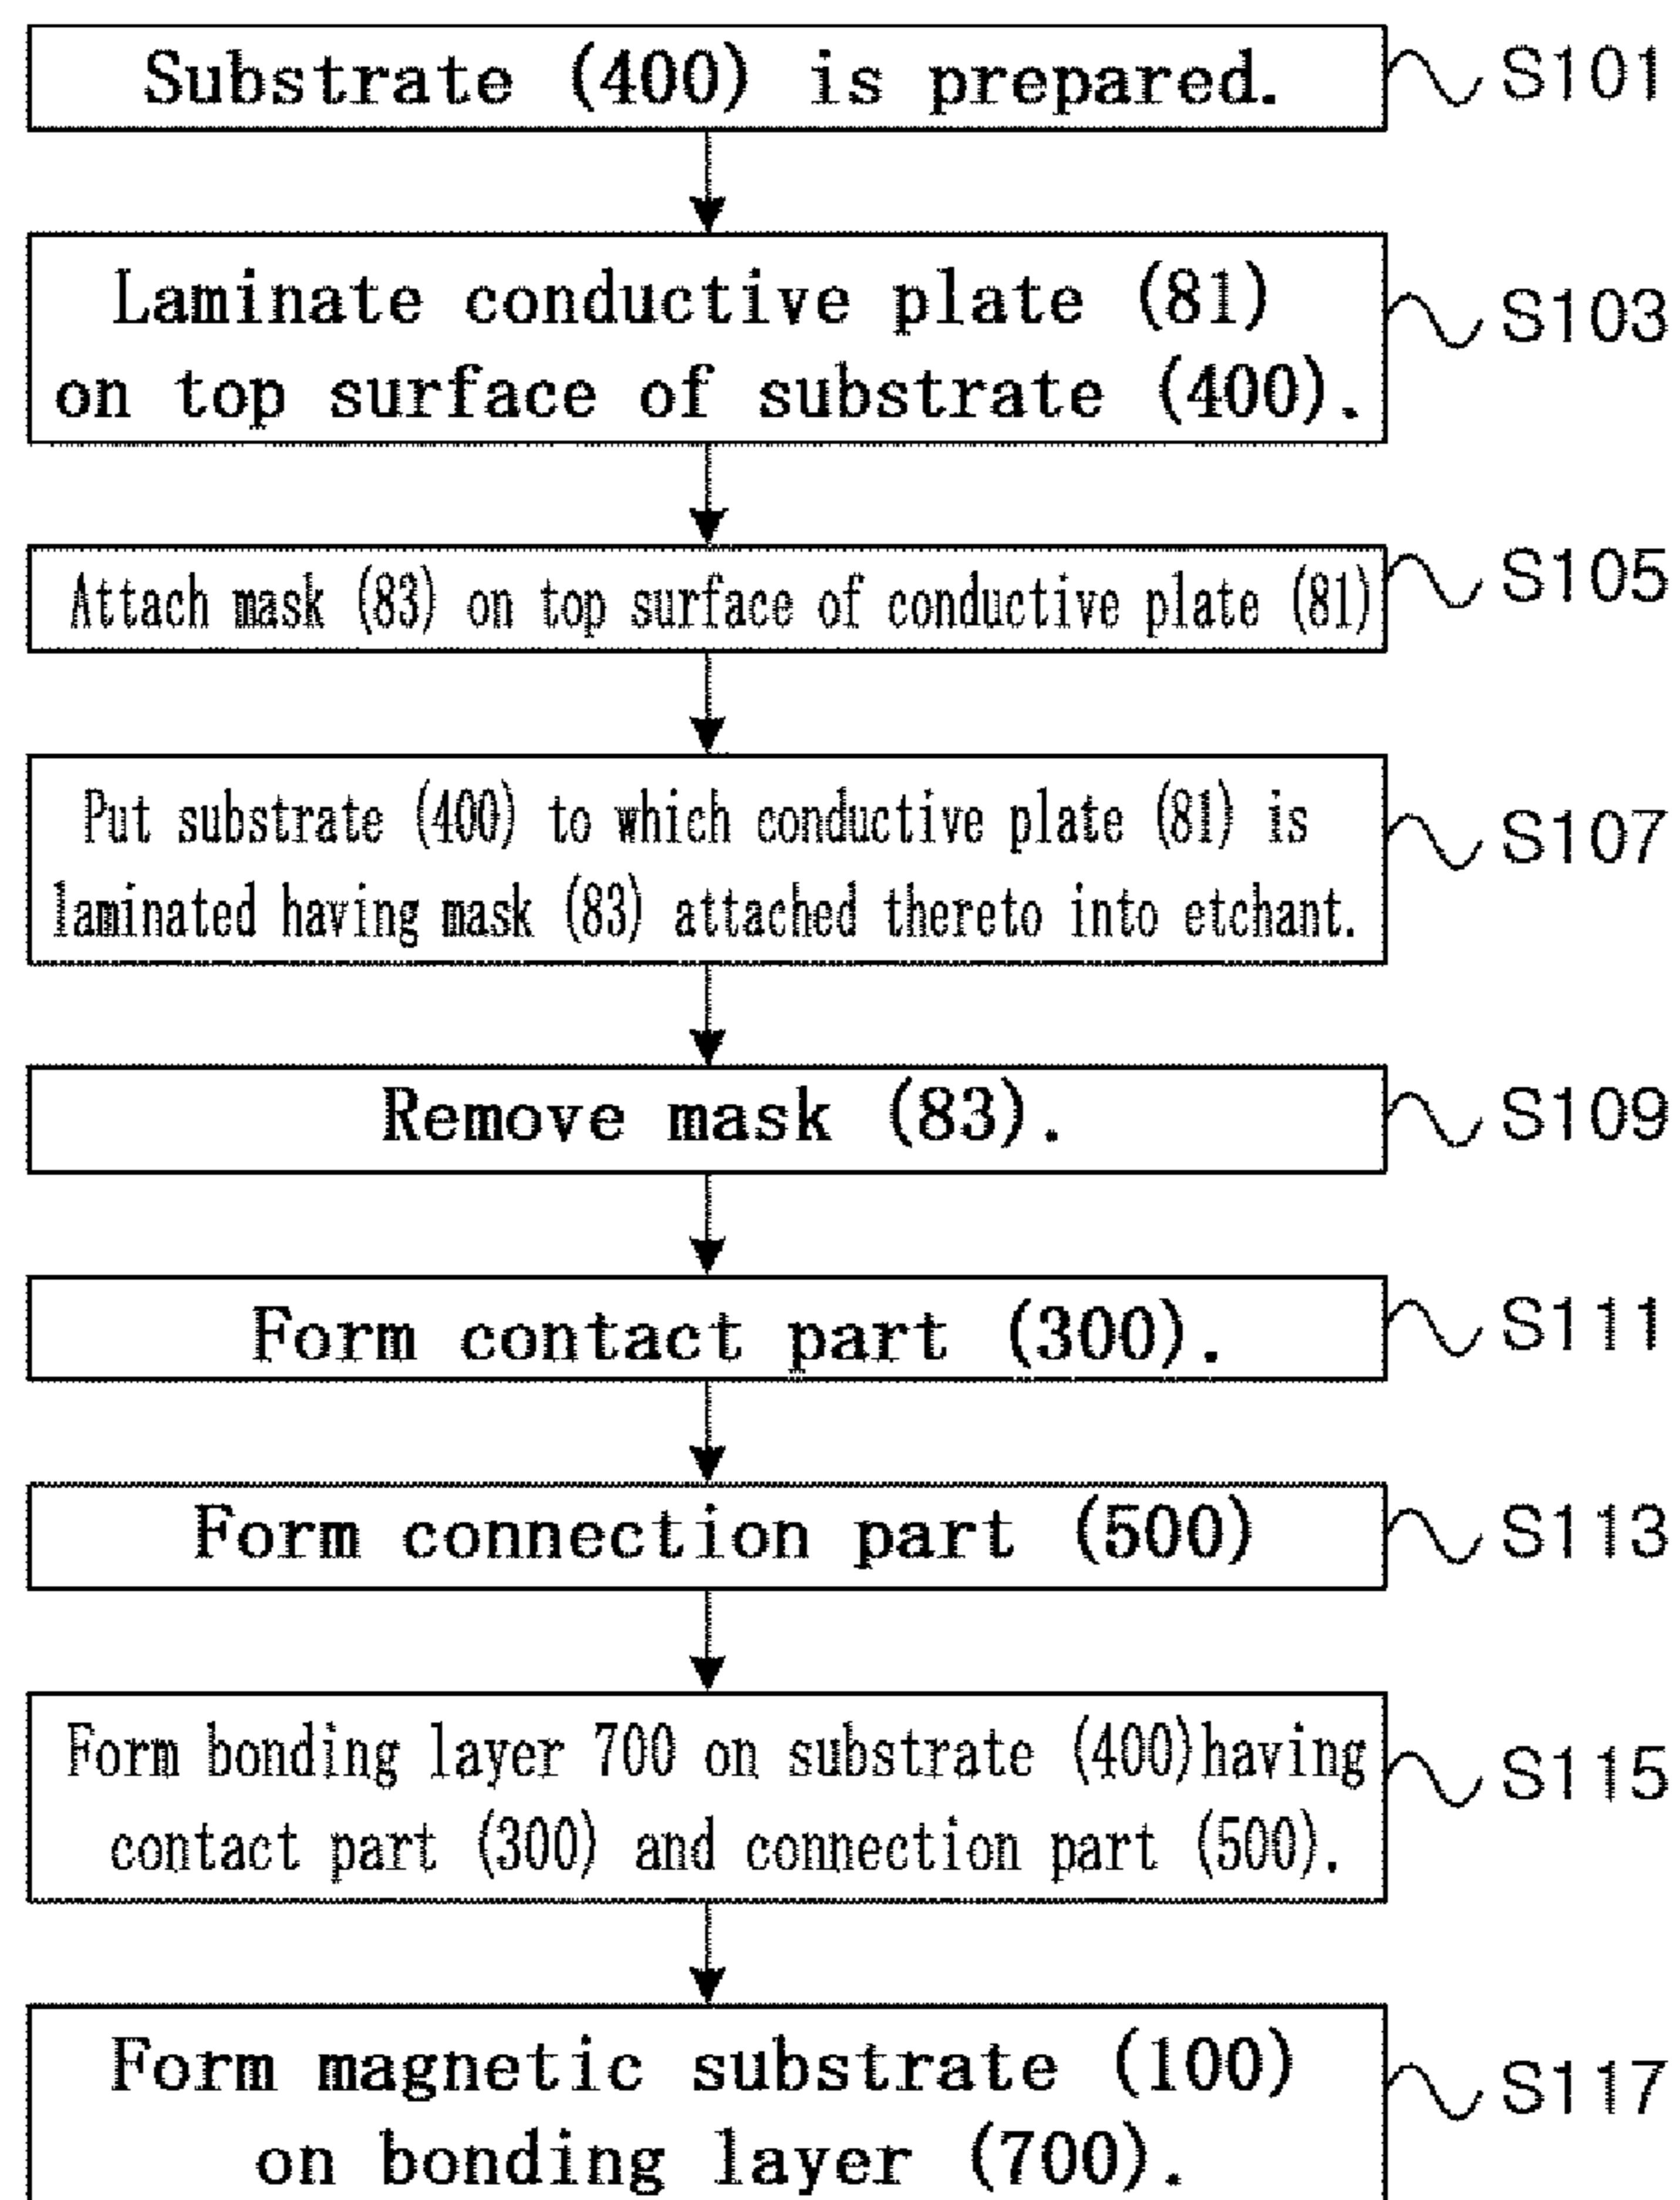 Substrate (400) is prepared.
S101
Laminate conductive plate (81)
on top surface of substrate (400).
S103
Attach mask (83) on top surface of conductive plate (81)
S105
Put substrate (400) to which conductive plate (81) is
laminated having mask (83) attached thereto into etchant.
S107
Remove mask (83).
S109
Form contact part (300).
S111
Form connection part (500)
S113
Form bonding layer 700 on substrate (400)having
contact part (300) and connection part (500).
S115
Form magnetic substrate (100)
on bonding layer (700).
S117